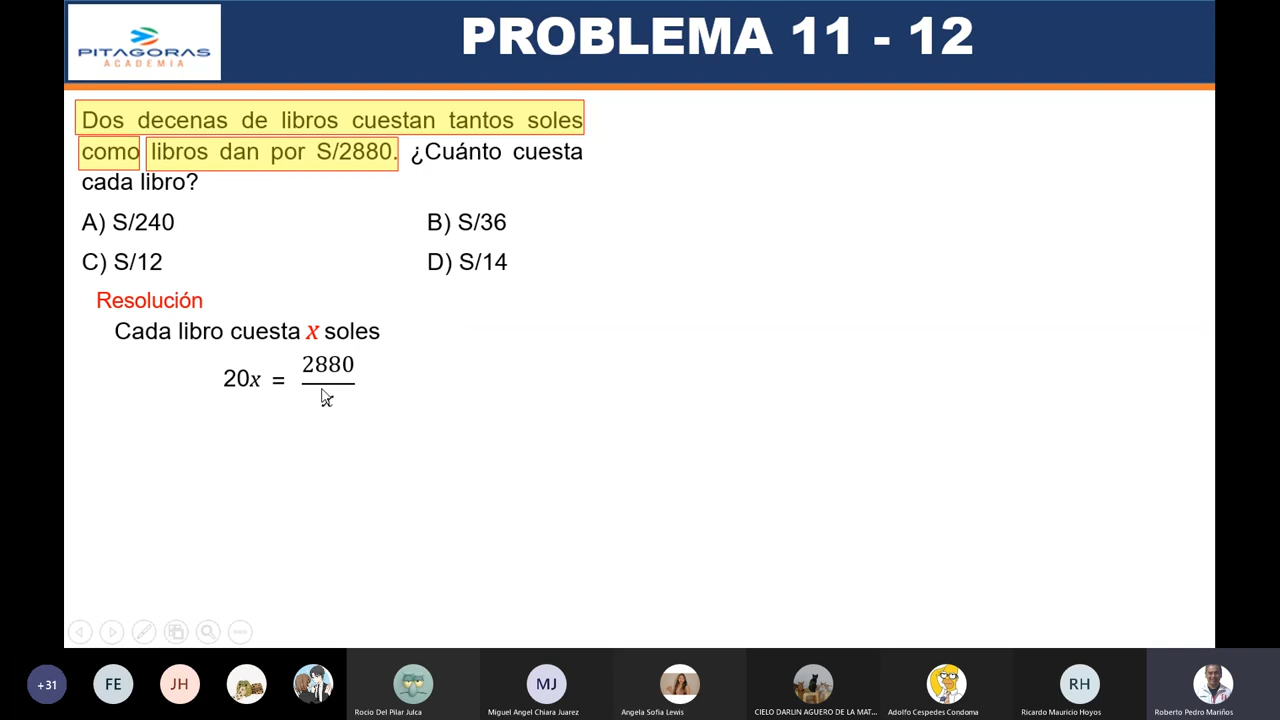 PITAGORAS
ACADEMIA
PROBLEMA 11 - 12
Dos decenas de libros cuestan tantos soles
como libros dan por S/2880. ¿Cuánto cuesta
cada libro?
A) S/240 B) S/36
C) S/12 D) S/14
Resolución
Cada libro cuesta x soles
20x = 2880
x
+31 FE JH MJ RH
Rocio Del Pilar Julca Miguel Angel Chiara Juarez Angela Sofia Lewis CIELO DARLIN AGUERO DE LA MAT... Adolfo Cespedes Condoma Ricardo Mauricio Hoyos Roberto Pedro Mariños